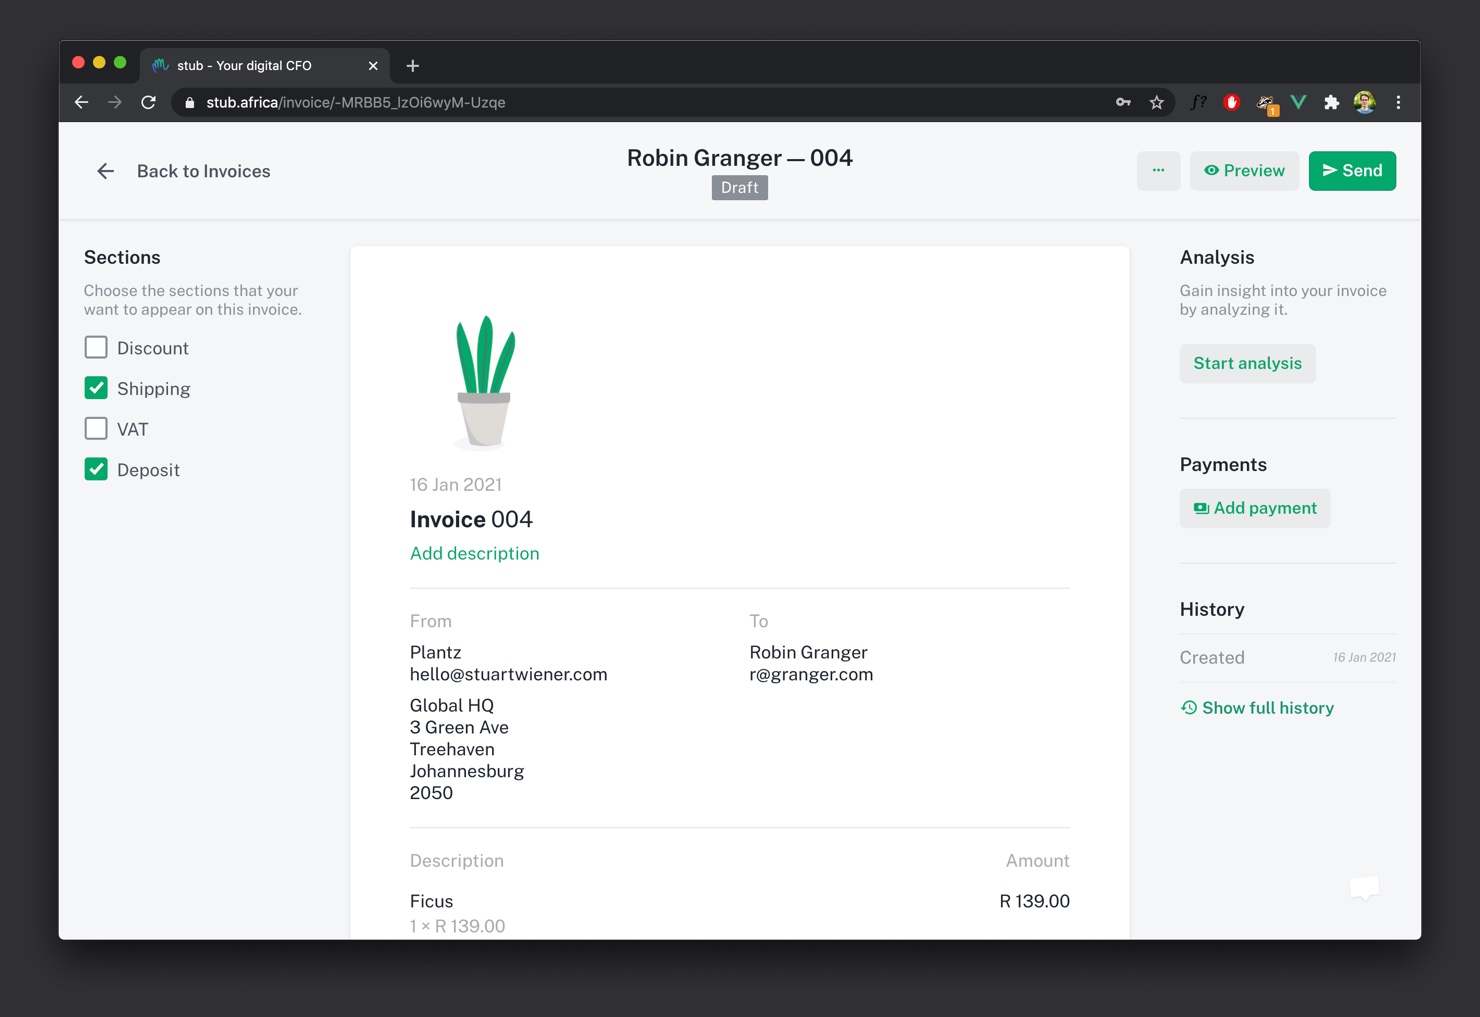 stub - Your digital CFO
stub.africa/invoice/-MRBB5_lzOi6wyM-Uzqe
f?
1
Back to Invoices
Robin Granger — 004
Draft
Preview
Send
Sections
Choose the sections that your
want to appear on this invoice.
Discount
Shipping
VAT
Deposit
16 Jan 2021
Invoice 004
Add description
From
Plantz
hello@stuartwiener.com
Global HQ
3 Green Ave
Treehaven
Johannesburg
2050
To
Robin Granger
r@granger.com
Description Amount
Ficus R 139.00
1 × R 139.00
Analysis
Gain insight into your invoice
by analyzing it.
Start analysis
Payments
Add payment
History
Created 16 Jan 2021
Show full history